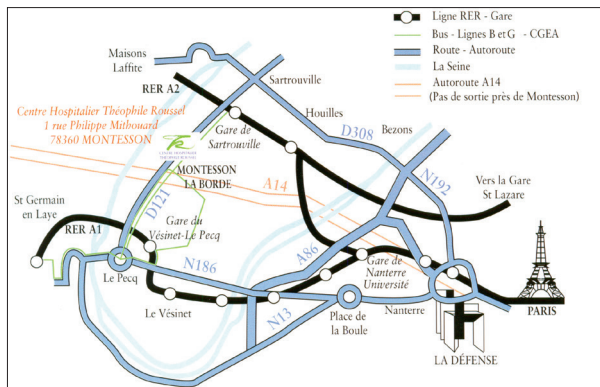 Ligne RER - Gare
Bus - Lignes B et G - CGEA
Route - Autoroute
La Seine
Autoroute A14
(Pas de sortie près de Montesson)
Maisons
Laffite
RER A2
Sartrouville
Houilles
Bezons
D308
N192
Centre Hospitalier Théophile Roussel
1 rue Philippe Mithouard
78360 MONTESSON
Gare de
Sartrouville
MONTESSON
LA BORDE
A14
Vers la Gare
St Lazare
St Germain
en Laye
RER A1
D121
Gare du
Vésinet-Le Pecq
A86
Gare de
Nanterre
Université
Le Pecq
N186
Le Vésinet
N13
Place de
la Boule
Nanterre
PARIS
LA DÉFENSE